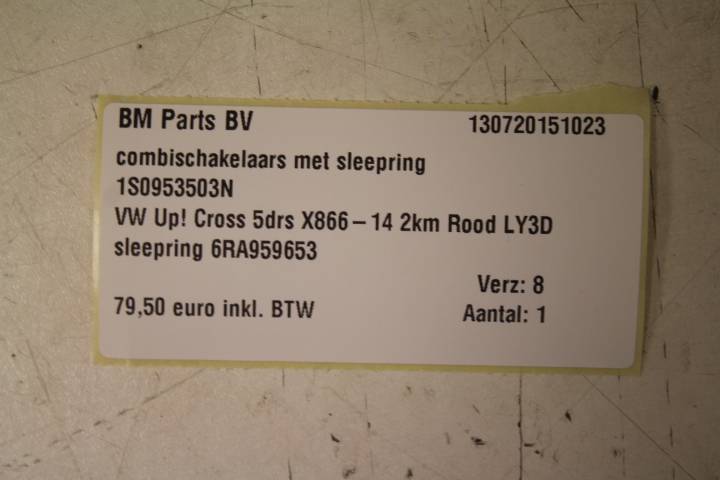 BM Parts BV 130720151023
combischakelaars met sleepring
1S0953503N
VW Up! Cross 5drs X866-14 2km Rood LY3D
sleepring 6RA959653
Verz: 8
79,50 euro inkl. BTW Aantal: 1